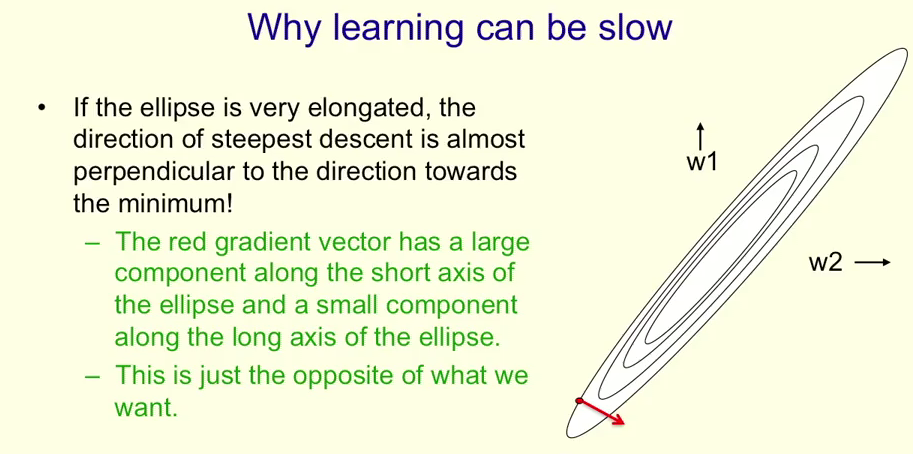 Why learning can be slow
• If the ellipse is very elongated, the
direction of steepest descent is almost
perpendicular to the direction towards
the minimum!
– The red gradient vector has a large
component along the short axis of
the ellipse and a small component
along the long axis of the ellipse.
– This is just the opposite of what we
want.
w1
w2